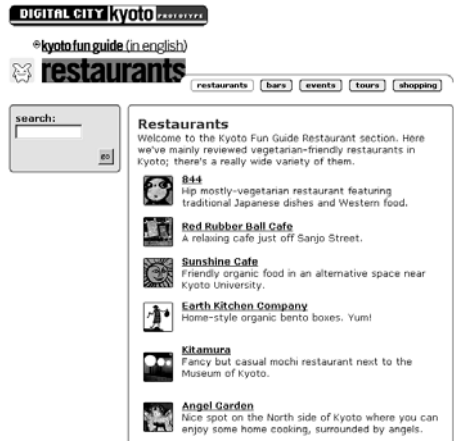 DIGITAL CITY kyoto PROTOTYPE
kyoto fun guide (in english)
restaurants
restaurants bars events tours shopping
search:
go
Restaurants
Welcome to the Kyoto Fun Guide Restaurant section. Here
we've mainly reviewed vegetarian-friendly restaurants in
Kyoto; there's a really wide variety of them.
844
Hip mostly-vegetarian restaurant featuring
traditional Japanese dishes and Western food.
Red Rubber Ball Cafe
A relaxing cafe just off Sanjo Street.
Sunshine Cafe
Friendly organic food in an alternative space near
Kyoto University.
Earth Kitchen Company
Home-style organic bento boxes. Yum!
Kitamura
Fancy but casual mochi restaurant next to the
Museum of Kyoto.
Angel Garden
Nice spot on the North side of Kyoto where you can
enjoy some home cooking, surrounded by angels.